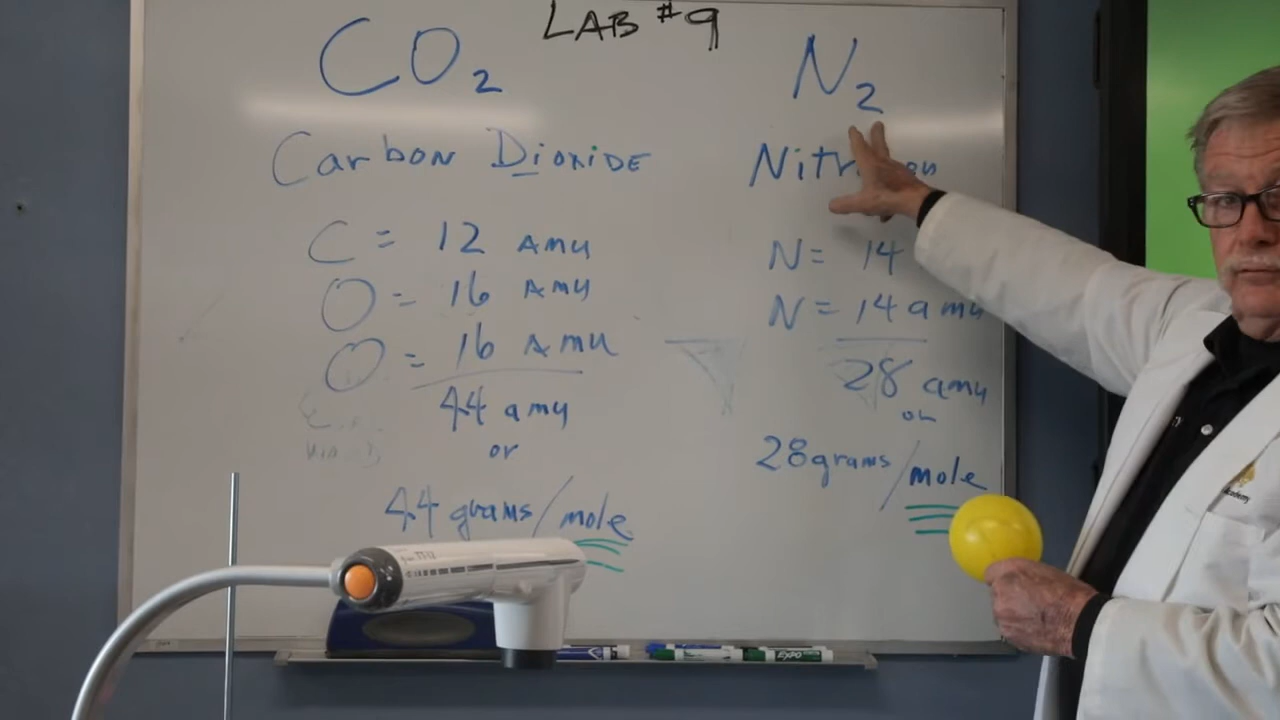 LAB #9
CO2
Carbon Dioxide
C = 12 Amu
O = 16 Amu
O = 16 Amu
44 amu
or
44 grams/mole
N2
N = 14
N = 14 amu
28 amu
or
28 grams/mole
EXPO